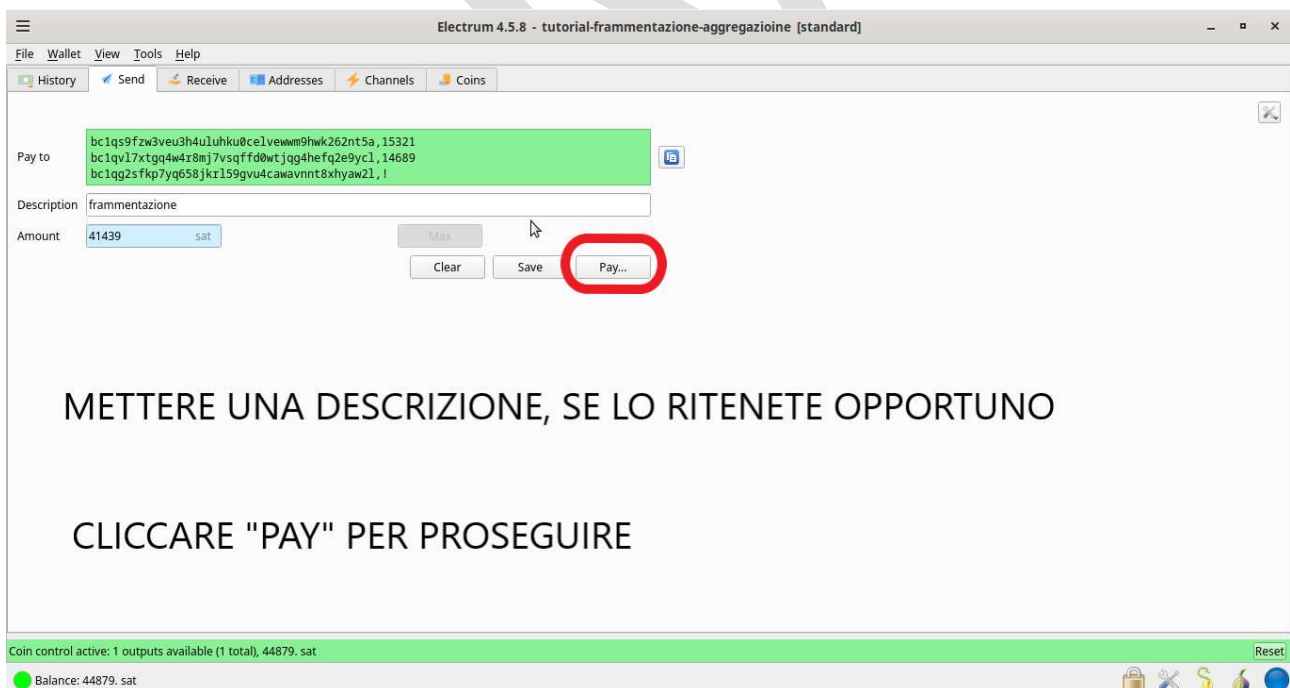 Electrum 4.5.8 - tutorial-frammentazione-aggregazioine [standard]
File Wallet View Tools Help
History Send Receive Addresses Channels Coins
Pay to
bc1qs9fzw3veu3h4uluhku0celvewwm9hwk262nt5a,15321
bc1qvl7xtgq4w4r8mj7vsqffd0wtjqg4hefq2e9ycl,14689
bc1qg2sfkp7yq658jkrl59gvu4cawavnnt8xhyaw2l,!
Description frammentazione
Amount 41439 sat Max
Clear Save Pay...
METTERE UNA DESCRIZIONE, SE LO RITENETE OPPORTUNO
CLICCARE "PAY" PER PROSEGUIRE
Coin control active: 1 outputs available (1 total), 44879. sat Reset
Balance: 44879. sat